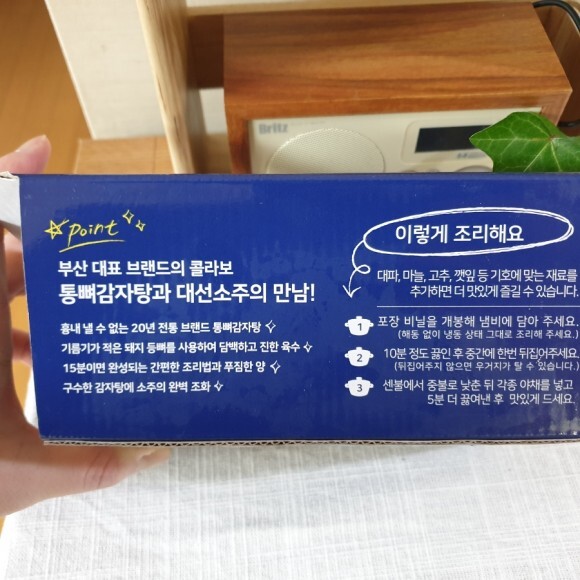 Britz
Point
부산 대표 브랜드의 콜라보
통뼈감자탕과 대선소주의 만남!
흉내 낼 수 없는 20년 전통 브랜드 통뼈감자탕
기름기가 적은 돼지 등뼈를 사용하여 담백하고 진한 육수
15분이면 완성되는 간편한 조리법과 푸짐한 양
구수한 감자탕에 소주의 완벽 조화
이렇게 조리해요
대파, 마늘, 고추, 깻잎 등 기호에 맞는 재료를
추가하면 더 맛있게 즐길 수 있습니다.
1 포장 비닐을 개봉해 냄비에 담아 주세요.
(해동 없이 냉동 상태 그대로 조리해 주세요.)
2 10분 정도 끓인 후 중간에 한번 뒤집어주세요.
(뒤집어주지 않으면 우거지가 탈 수 있습니다.)
3 센불에서 중불로 낮춘 뒤 각종 야채를 넣고
5분 더 끓여낸 후 맛있게 드세요.